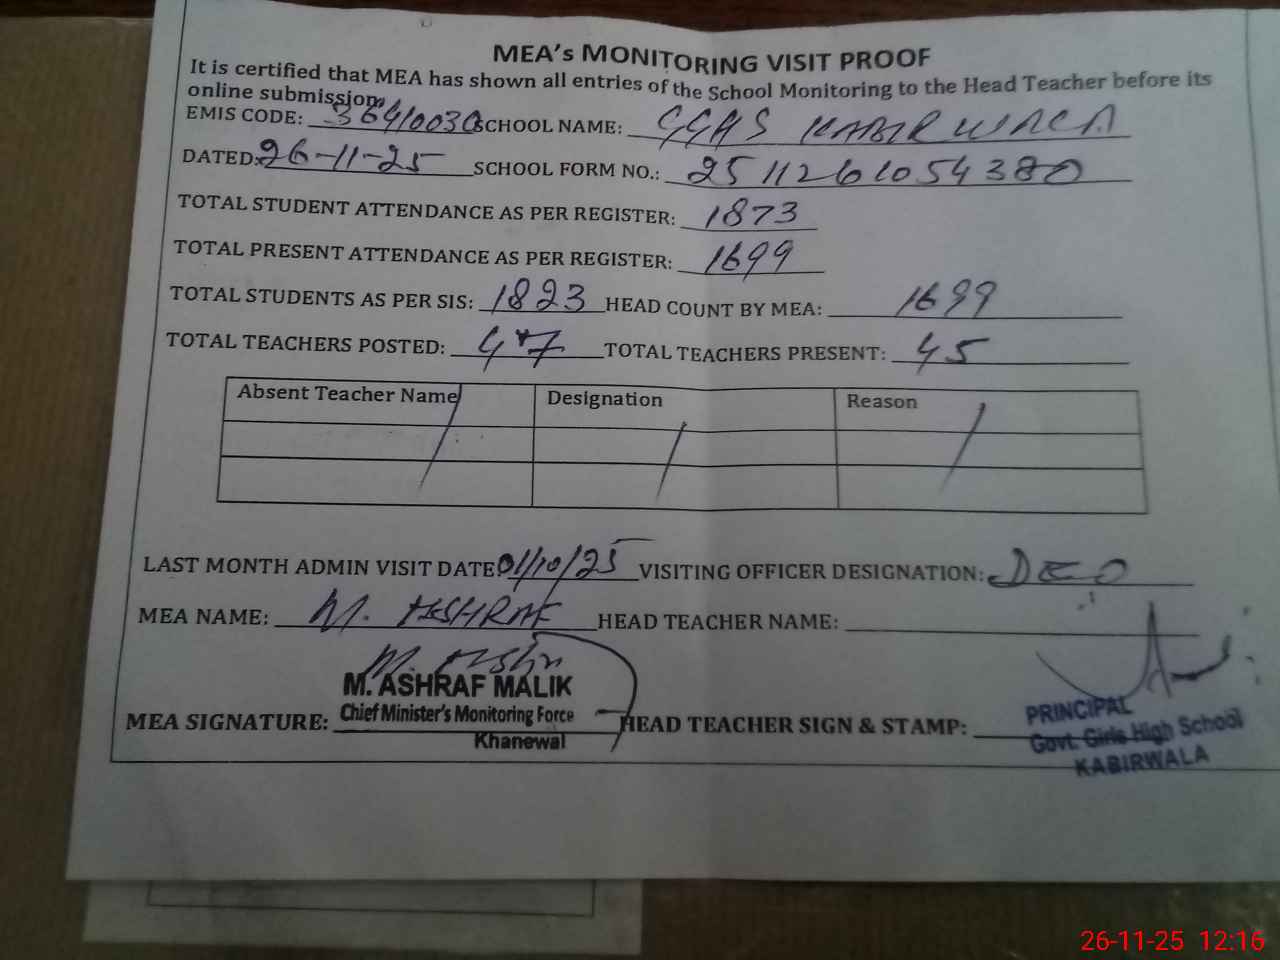 MEA's MONITORING VISIT PROOF
It is certified that MEA has shown all entries of the School Monitoring to the Head Teacher before its
online submission.
EMIS CODE: 36410030 SCHOOL NAME: GGHS KABIRWALA
DATED: 26-11-25 SCHOOL FORM NO.: 2511261054380
TOTAL STUDENT ATTENDANCE AS PER REGISTER: 1873
TOTAL PRESENT ATTENDANCE AS PER REGISTER: 1699
TOTAL STUDENTS AS PER SIS: 1823 HEAD COUNT BY MEA: 1699
TOTAL TEACHERS POSTED: 47 TOTAL TEACHERS PRESENT: 45
Absent Teacher Name Designation Reason
LAST MONTH ADMIN VISIT DATE: 01/10/25 VISITING OFFICER DESIGNATION: DEO
MEA NAME: M. ASHRAF HEAD TEACHER NAME:
M. ASHRAF MALIK
Chief Minister's Monitoring Force
Khanewal
MEA SIGNATURE: HEAD TEACHER SIGN & STAMP:
PRINCIPAL
Govt. Girls High School
KABIRWALA
26-11-25 12:16